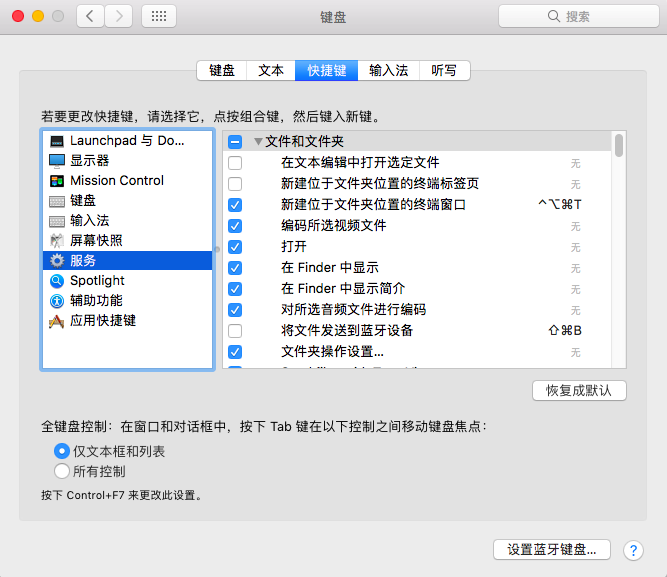 键盘
搜索
键盘 文本 快捷键 输入法 听写
若要更改快捷键，请选择它，点按组合键，然后键入新键。
Launchpad 与 Do...
显示器
Mission Control
键盘
输入法
屏幕快照
服务
Spotlight
辅助功能
应用快捷键
文件和文件夹
在文本编辑中打开选定文件 无
新建位于文件夹位置的终端标签页 无
新建位于文件夹位置的终端窗口 ^⌥⌘T
编码所选视频文件 无
打开 无
在 Finder 中显示 无
在 Finder 中显示简介 无
对所选音频文件进行编码 无
将文件发送到蓝牙设备 ⇧⌘B
文件夹操作设置... 无
恢复成默认
全键盘控制：在窗口和对话框中，按下 Tab 键在以下控制之间移动键盘焦点：
仅文本框和列表
所有控制
按下 Control+F7 来更改此设置。
设置蓝牙键盘... ?